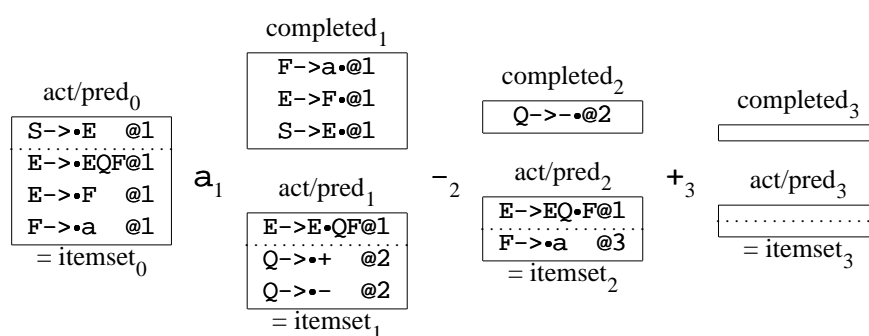 act/pred0
S->•E @1
E->•EQF@1
E->•F @1
F->•a @1
= itemset0
a1
completed1
F->a•@1
E->F•@1
S->E•@1
act/pred1
E->E•QF@1
Q->•+ @2
Q->•- @2
= itemset1
-2
completed2
Q->-•@2
act/pred2
E->EQ•F@1
F->•a @3
= itemset2
+3
completed3
act/pred3
= itemset3